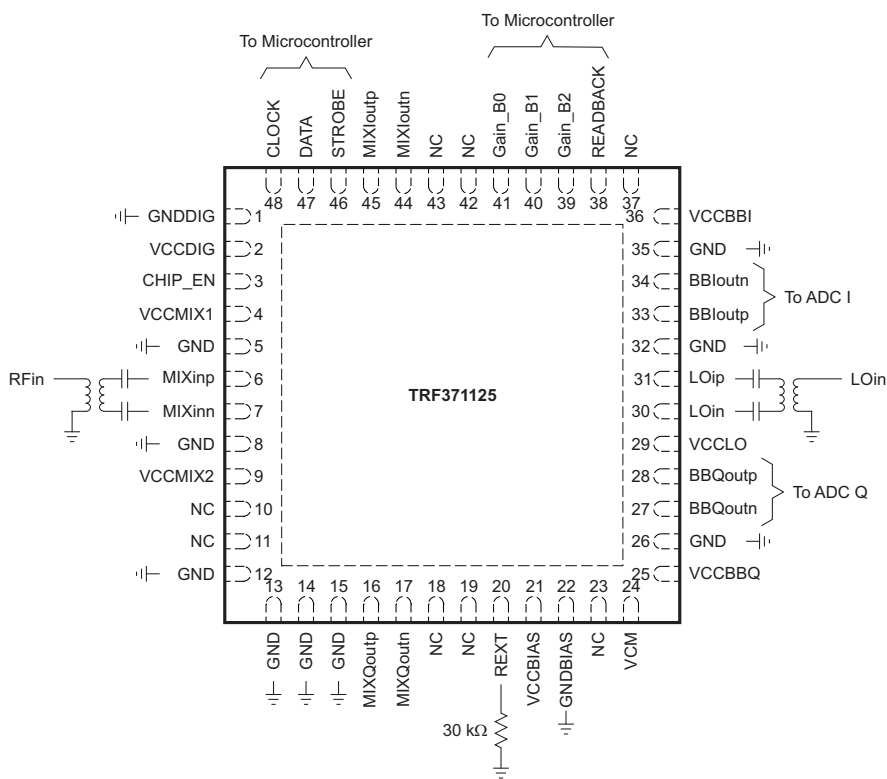 To Microcontroller
To Microcontroller
CLOCK
DATA
STROBE
MIXIoutp
MIXIoutn
NC
NC
Gain_B0
Gain_B1
Gain_B2
READBACK
NC
48 47 46 45 44 43 42 41 40 39 38 37
GNDDIG 1
VCCDIG 2
CHIP_EN 3
VCCMIX1 4
GND 5
RFin
MIXinp 6
MIXinn 7
GND 8
VCCMIX2 9
NC 10
NC 11
GND 12
TRF371125
36 VCCBBI
35 GND
34 BBIoutn
33 BBIoutp
To ADC I
32 GND
31 LOip
30 LOin
LOin
29 VCCLO
28 BBQoutp
27 BBQoutn
To ADC Q
26 GND
25 VCCBBQ
13 14 15 16 17 18 19 20 21 22 23 24
GND
GND
GND
MIXQoutp
MIXQoutn
NC
NC
REXT
VCCBIAS
GNDBIAS
NC
VCM
30 kΩ